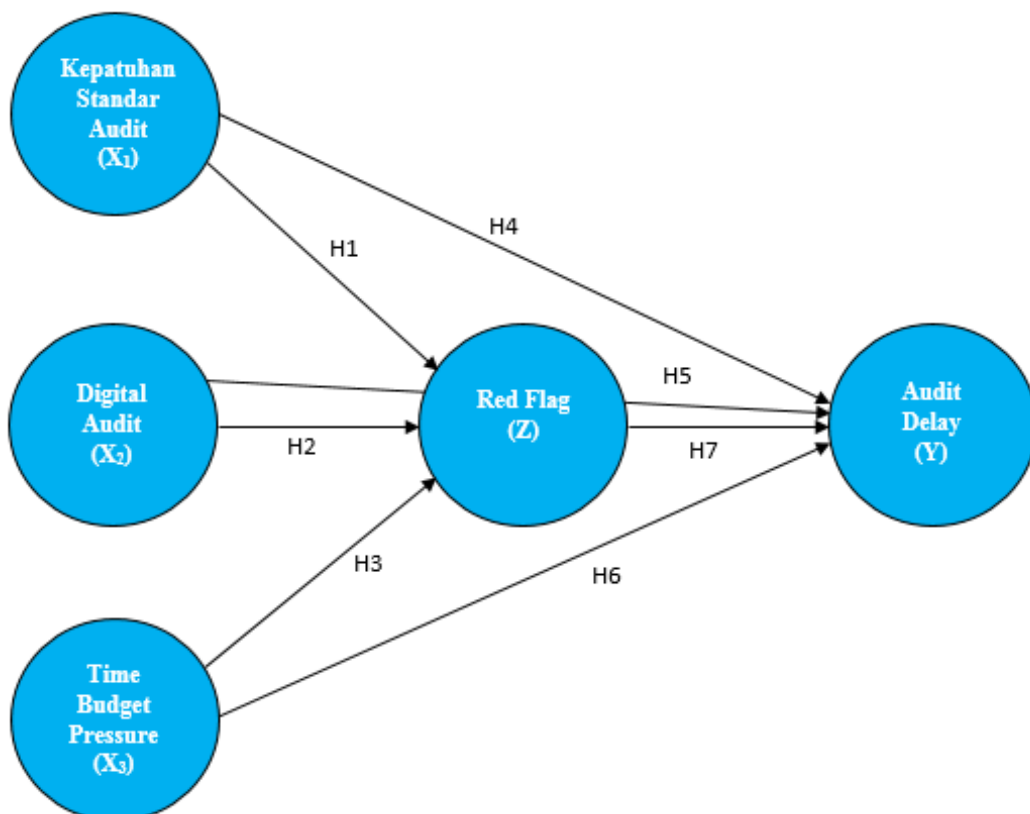 Kepatuhan
Standar
Audit
(X₁)
H4
H1
Digital
Audit
(X₂)
H2
Red Flag
(Z)
H5
H7
Audit
Delay
(Y)
H3
H6
Time
Budget
Pressure
(X₃)